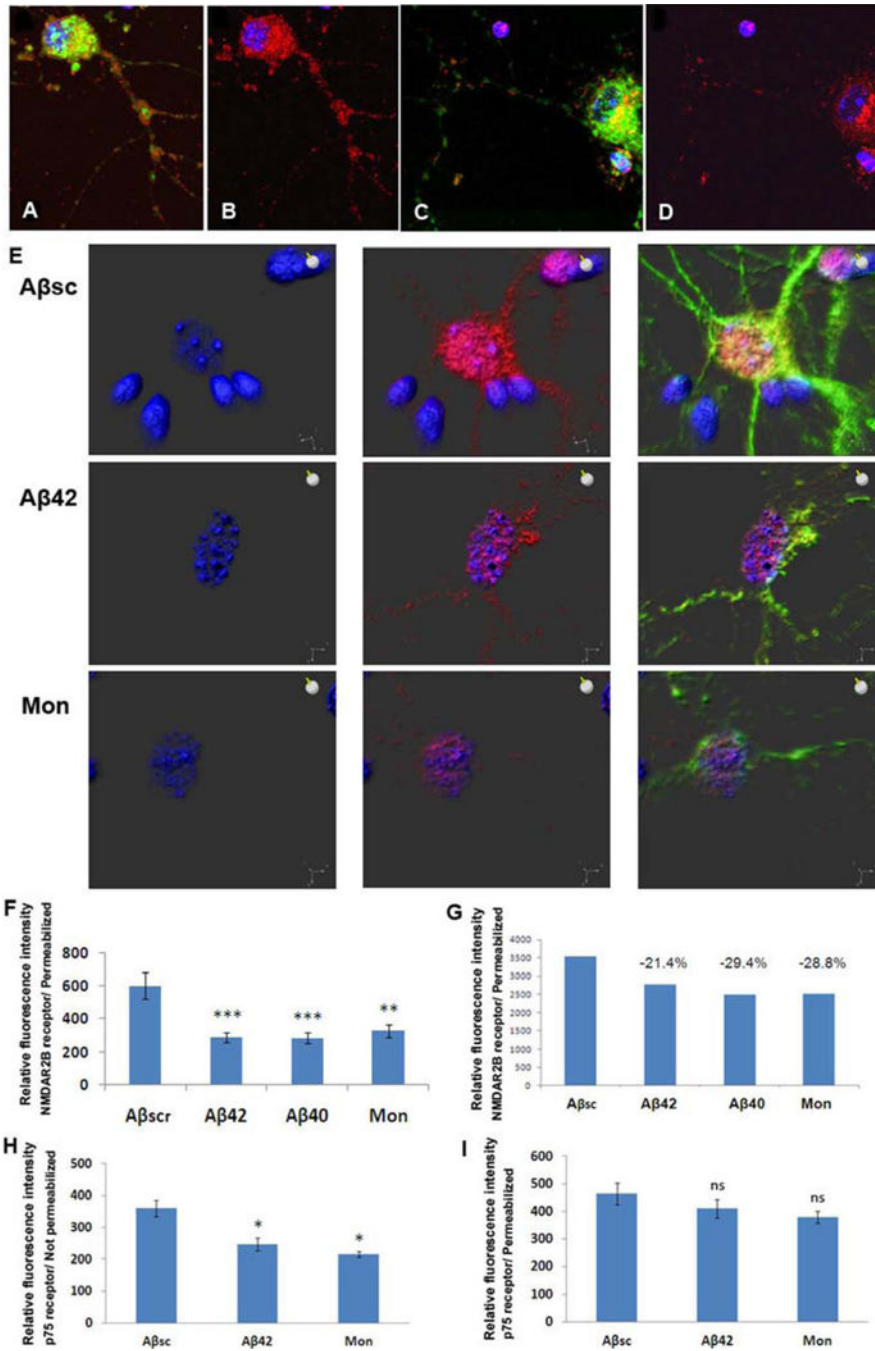 A
B
C
D
E
Aβsc
Aβ42
Mon
F
Relative fluorescence intensity
NMDAR2B receptor/ Permeabilized
800
600
400
200
0
***
***
**
Aβscr
Aβ42
Aβ40
Mon
G
Relative fluorescence intensity
NMDAR2B receptor/ Permeabilized
3500
3000
2500
2000
1500
1000
500
0
-21.4%
-29.4%
-28.8%
Aβsc
Aβ42
Aβ40
Mon
H
Relative fluorescence intensity
p75 receptor/ Not permeabilized
500
400
300
200
100
0
*
*
Aβsc
Aβ42
Mon
I
Relative fluorescence intensity
p75 receptor/ Permeabilized
600
500
400
300
200
100
0
ns
ns
Aβsc
Aβ42
Mon